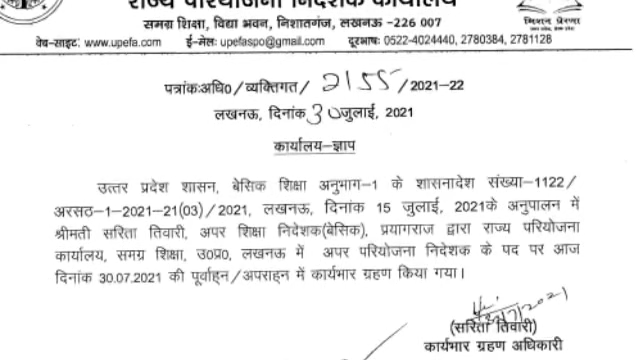 राज्य परियोजना निदेशक कार्यालय
समग्र शिक्षा, विद्या भवन, निशातगंज, लखनऊ -226 007
वेब-साइट: www.upefa.com ई-मेलः upefaspo@gmail.com दूरभाषः 0522-4024440, 2780384, 2781128
मिशन प्रेरणा
पत्रांकःअधि0/व्यक्तिगत/ 2155 /2021-22
लखनऊ, दिनांक 30 जुलाई, 2021
कार्यालय-ज्ञाप
उत्तर प्रदेश शासन, बेसिक शिक्षा अनुभाग-1 के शासनादेश संख्या-1122/
अरसठ-1-2021-21(03)/2021, लखनऊ, दिनांक 15 जुलाई, 2021के अनुपालन में
श्रीमती सरिता तिवारी, अपर शिक्षा निदेशक(बेसिक), प्रयागराज द्वारा राज्य परियोजना
कार्यालय, समग्र शिक्षा, उ0प्र0, लखनऊ में अपर परियोजना निदेशक के पद पर आज
दिनांक 30.07.2021 की पूर्वाहन/अपराहन में कार्यभार ग्रहण किया गया।
(सरिता तिवारी)
कार्यभार ग्रहण अधिकारी